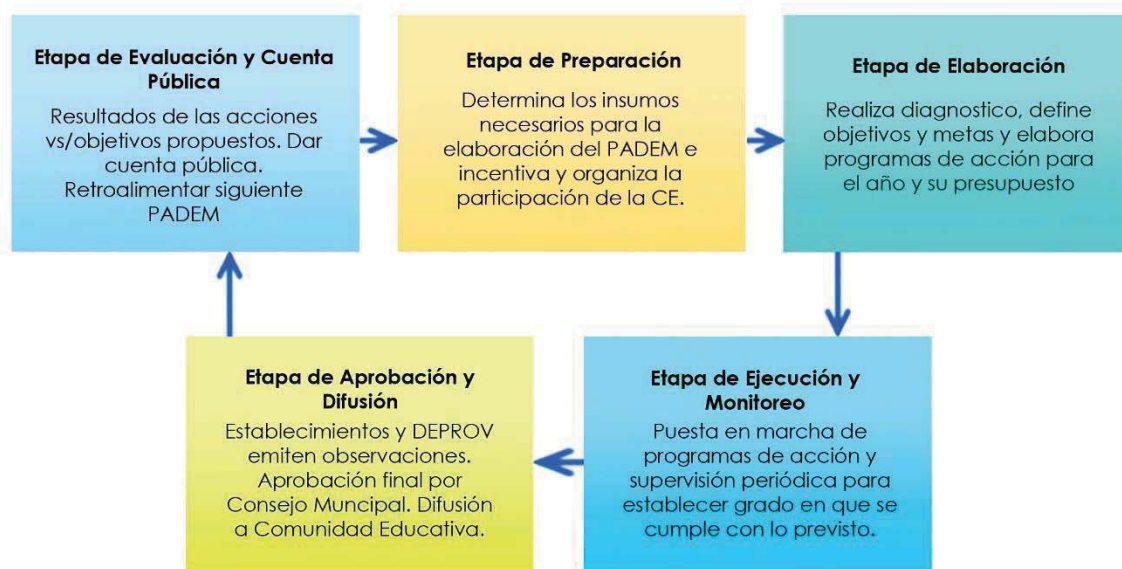 Etapa de Evaluación y Cuenta
Pública
Resultados de las acciones
vs/objetivos propuestos. Dar
cuenta pública.
Retroalimentar siguiente
PADEM
Etapa de Preparación
Determina los insumos
necesarios para la
elaboración del PADEM e
incentiva y organiza la
participación de la CE.
Etapa de Elaboración
Realiza diagnostico, define
objetivos y metas y elabora
programas de acción para
el año y su presupuesto
Etapa de Aprobación y
Difusión
Establecimientos y DEPROV
emiten observaciones.
Aprobación final por
Consejo Muncipal. Difusión
a Comunidad Educativa.
Etapa de Ejecución y
Monitoreo
Puesta en marcha de
programas de acción y
supervisión periódica para
establecer grado en que se
cumple con lo previsto.